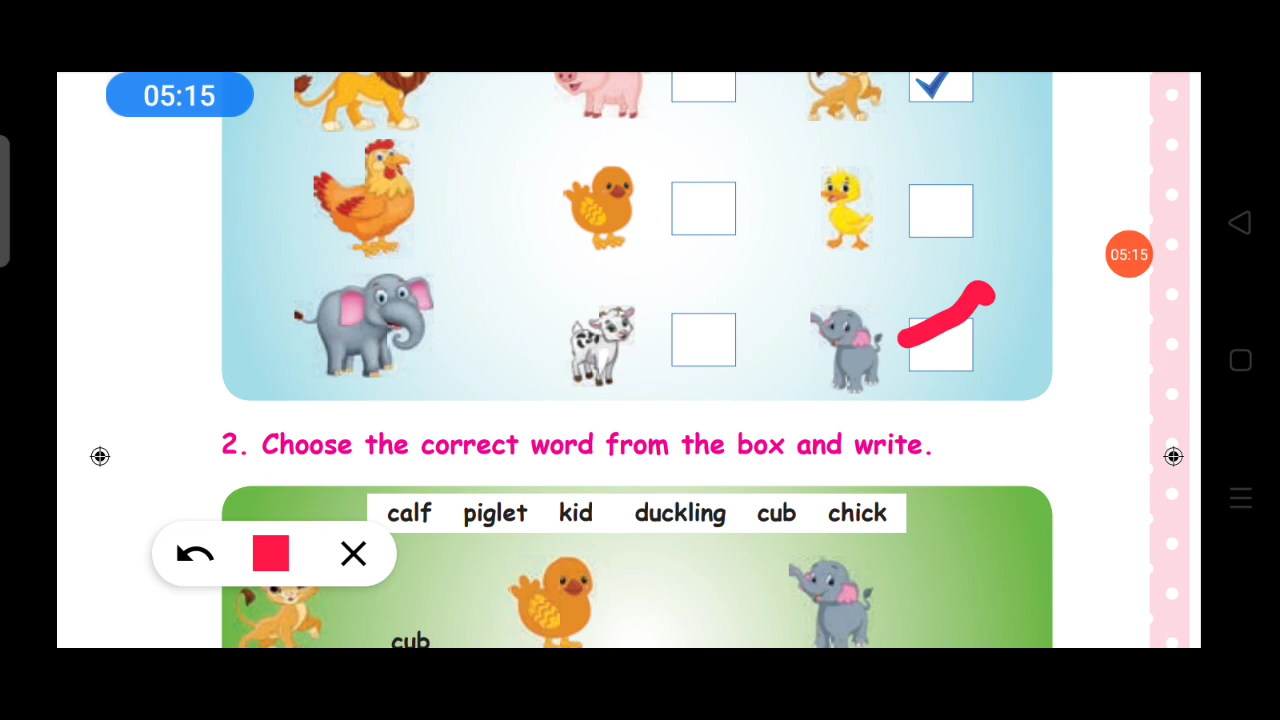 05:15
05:15
2. Choose the correct word from the box and write.
calf piglet kid duckling cub chick
cub